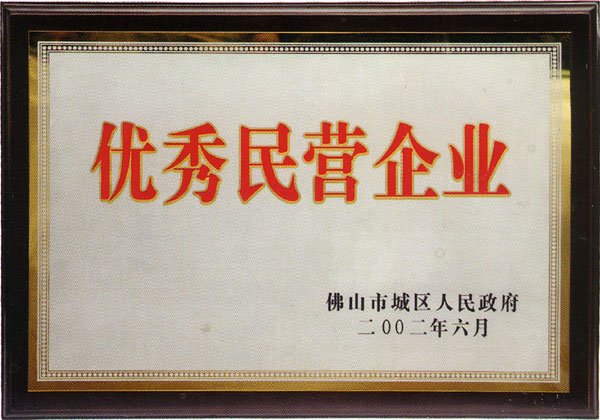 优秀民营企业
佛山市城区人民政府
二00二年六月